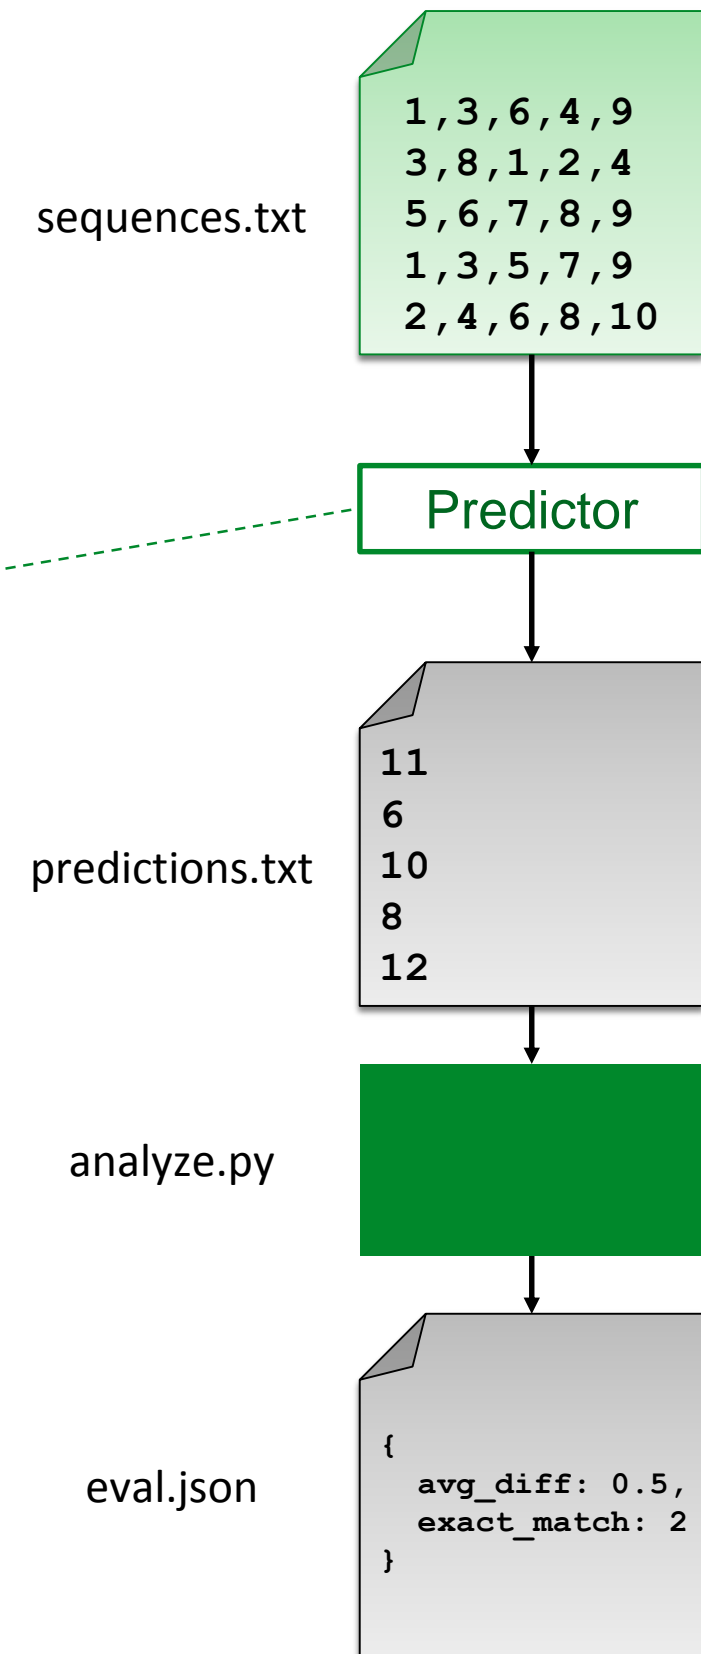 sequences.txt
1,3,6,4,9
3,8,1,2,4
5,6,7,8,9
1,3,5,7,9
2,4,6,8,10
Predictor
predictions.txt
11
6
10
8
12
analyze.py
eval.json
{
avg_diff: 0.5,
exact_match: 2
}